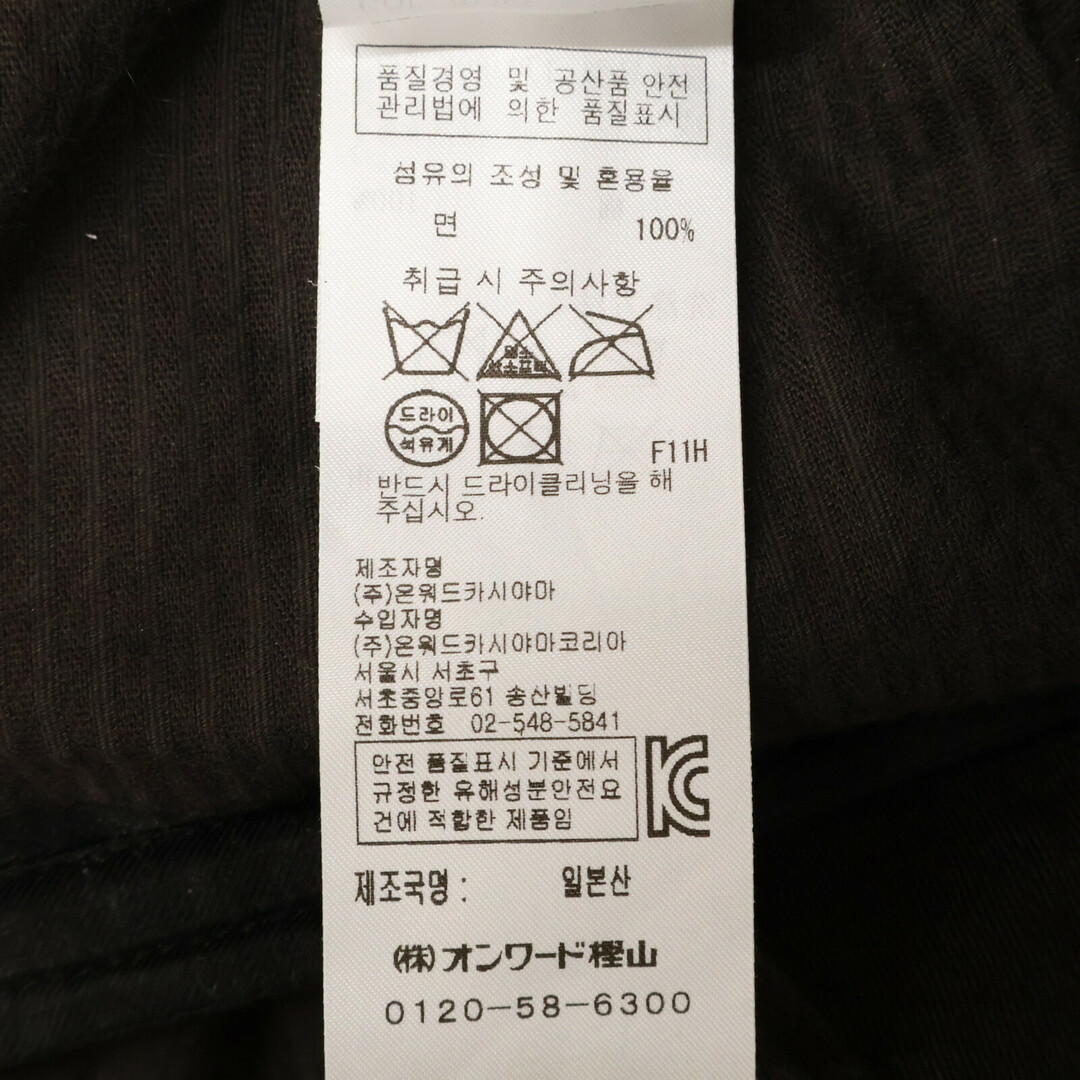 품질경영 및 공산품 안전
관리법에 의한 품질표시
섬유의 조성 및 혼용율
면 100%
취급 시 주의사항
염소
산소표백
드라이
석유계
F11H
반드시 드라이클리닝을 해
주십시오.
제조자명
(주)온워드카시야마
수입자명
(주)온워드카시야마코리아
서울시 서초구
서초중앙로61 송산빌딩
전화번호 02-548-5841
안전 품질표시 기준에서
규정한 유해성분안전요
건에 적합한 제품임
제조국명 : 일본산
(株)オンワード樫山
0120-58-6300